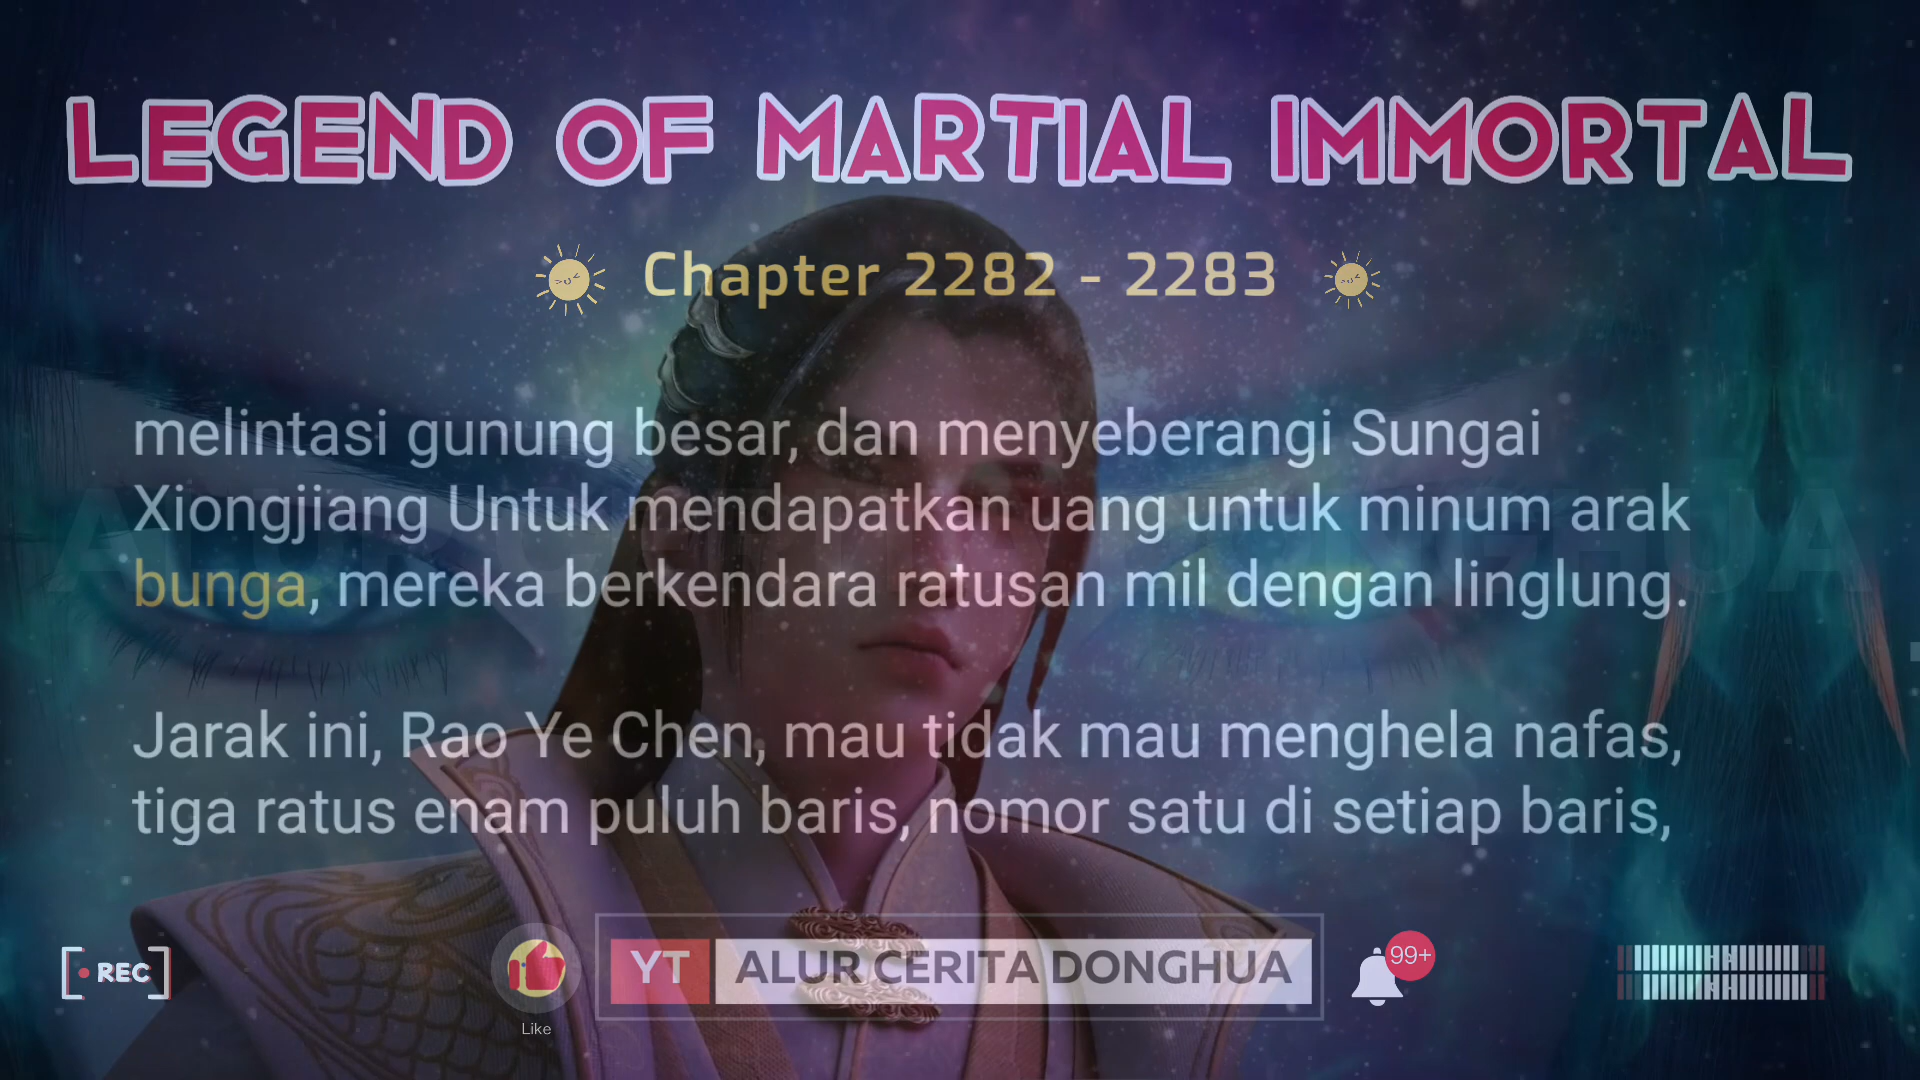 LEGEND OF MARTIAL IMMORTAL
Chapter 2282 - 2283
melintasi gunung besar, dan menyeberangi Sungai
Xiongjiang Untuk mendapatkan uang untuk minum arak
bunga, mereka berkendara ratusan mil dengan linglung.
Jarak ini, Rao Ye Chen, mau tidak mau menghela nafas,
tiga ratus enam puluh baris, nomor satu di setiap baris,
REC
Like
YT ALUR CERITA DONGHUA
99+